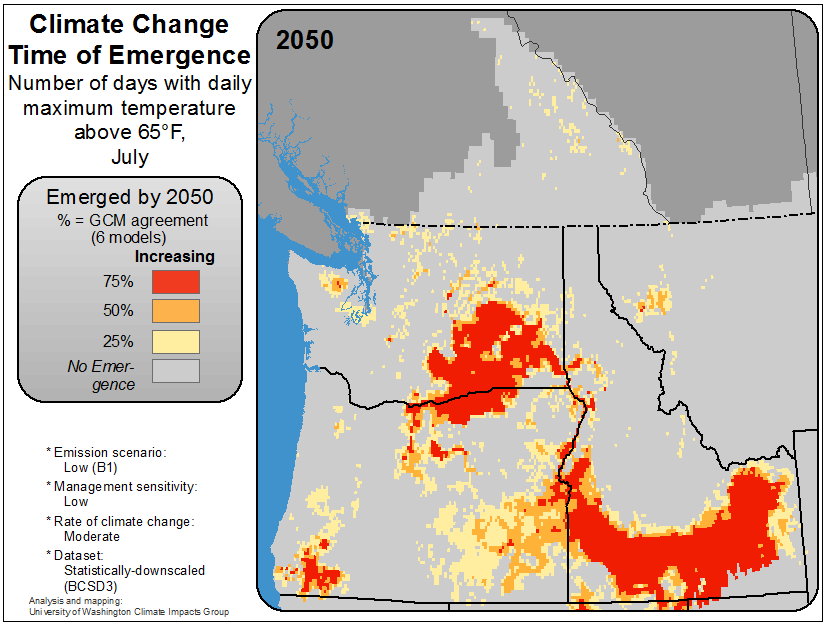 Climate Change
Time of Emergence
Number of days with daily
maximum temperature
above 65°F,
July
Emerged by 2050
% = GCM agreement
(6 models)
Increasing
75%
50%
25%
No Emer-
gence
* Emission scenario:
Low (B1)
* Management sensitivity:
Low
* Rate of climate change:
Moderate
* Dataset:
Statistically-downscaled
(BCSD3)
Analysis and mapping:
University of Washington Climate Impacts Group
2050